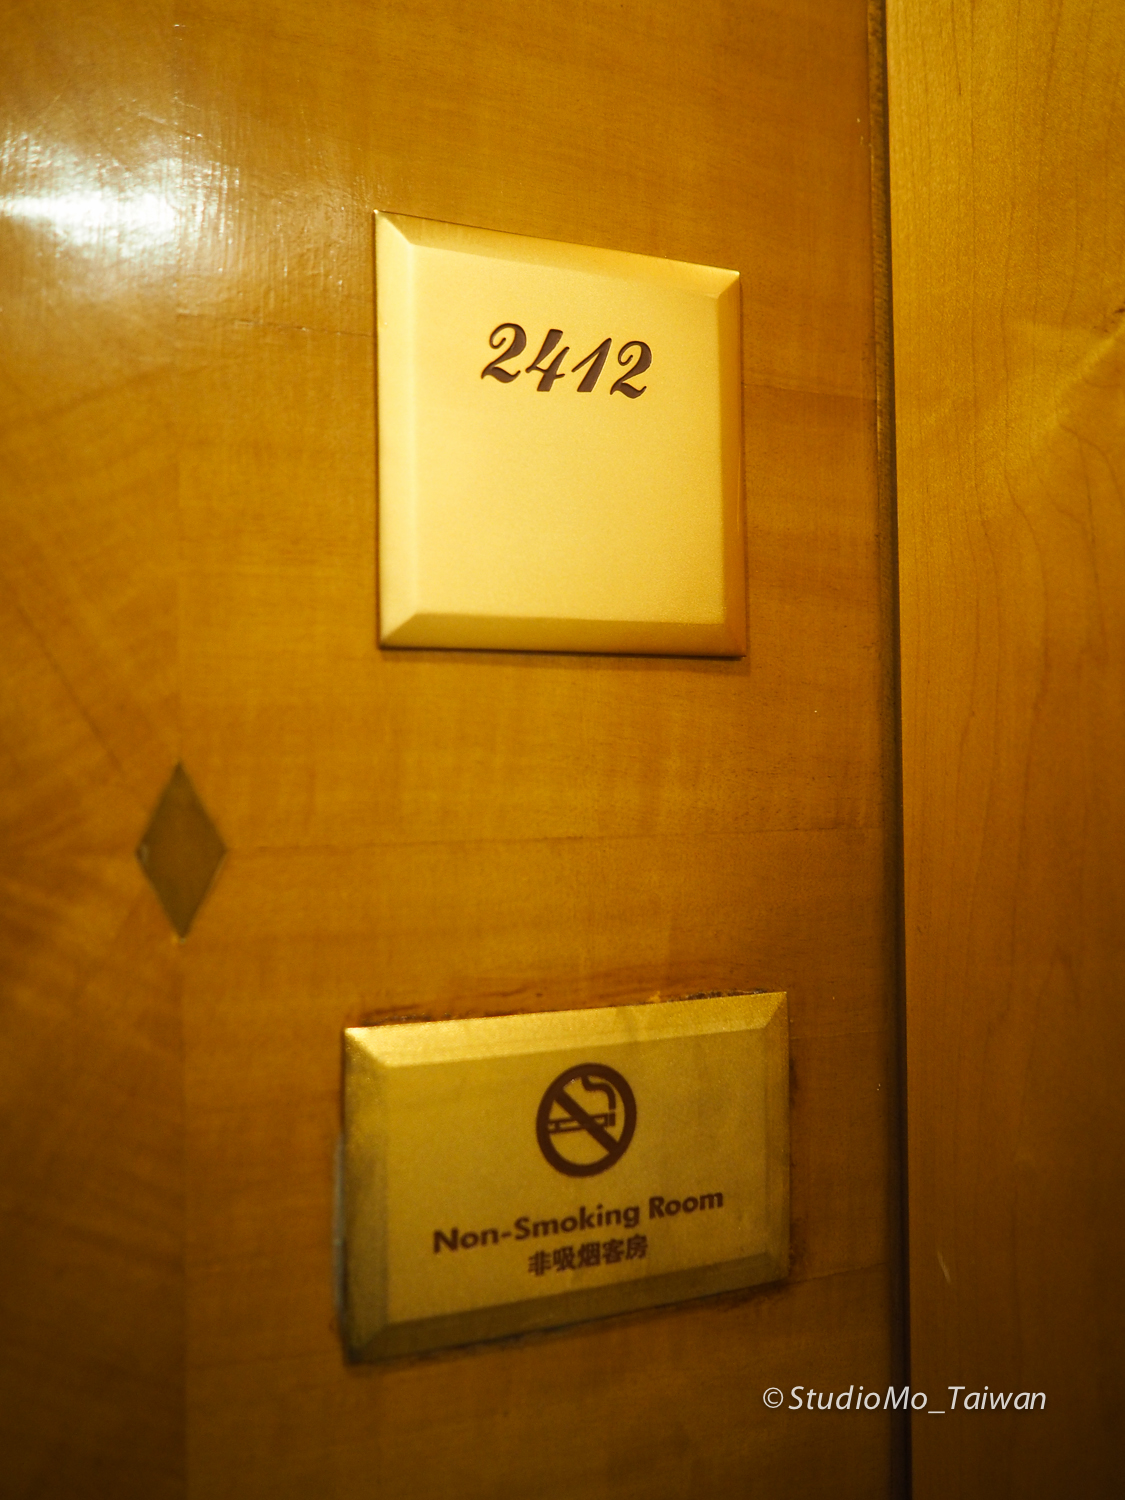 2412
Non-Smoking Room
非吸烟客房
©StudioMo_Taiwan